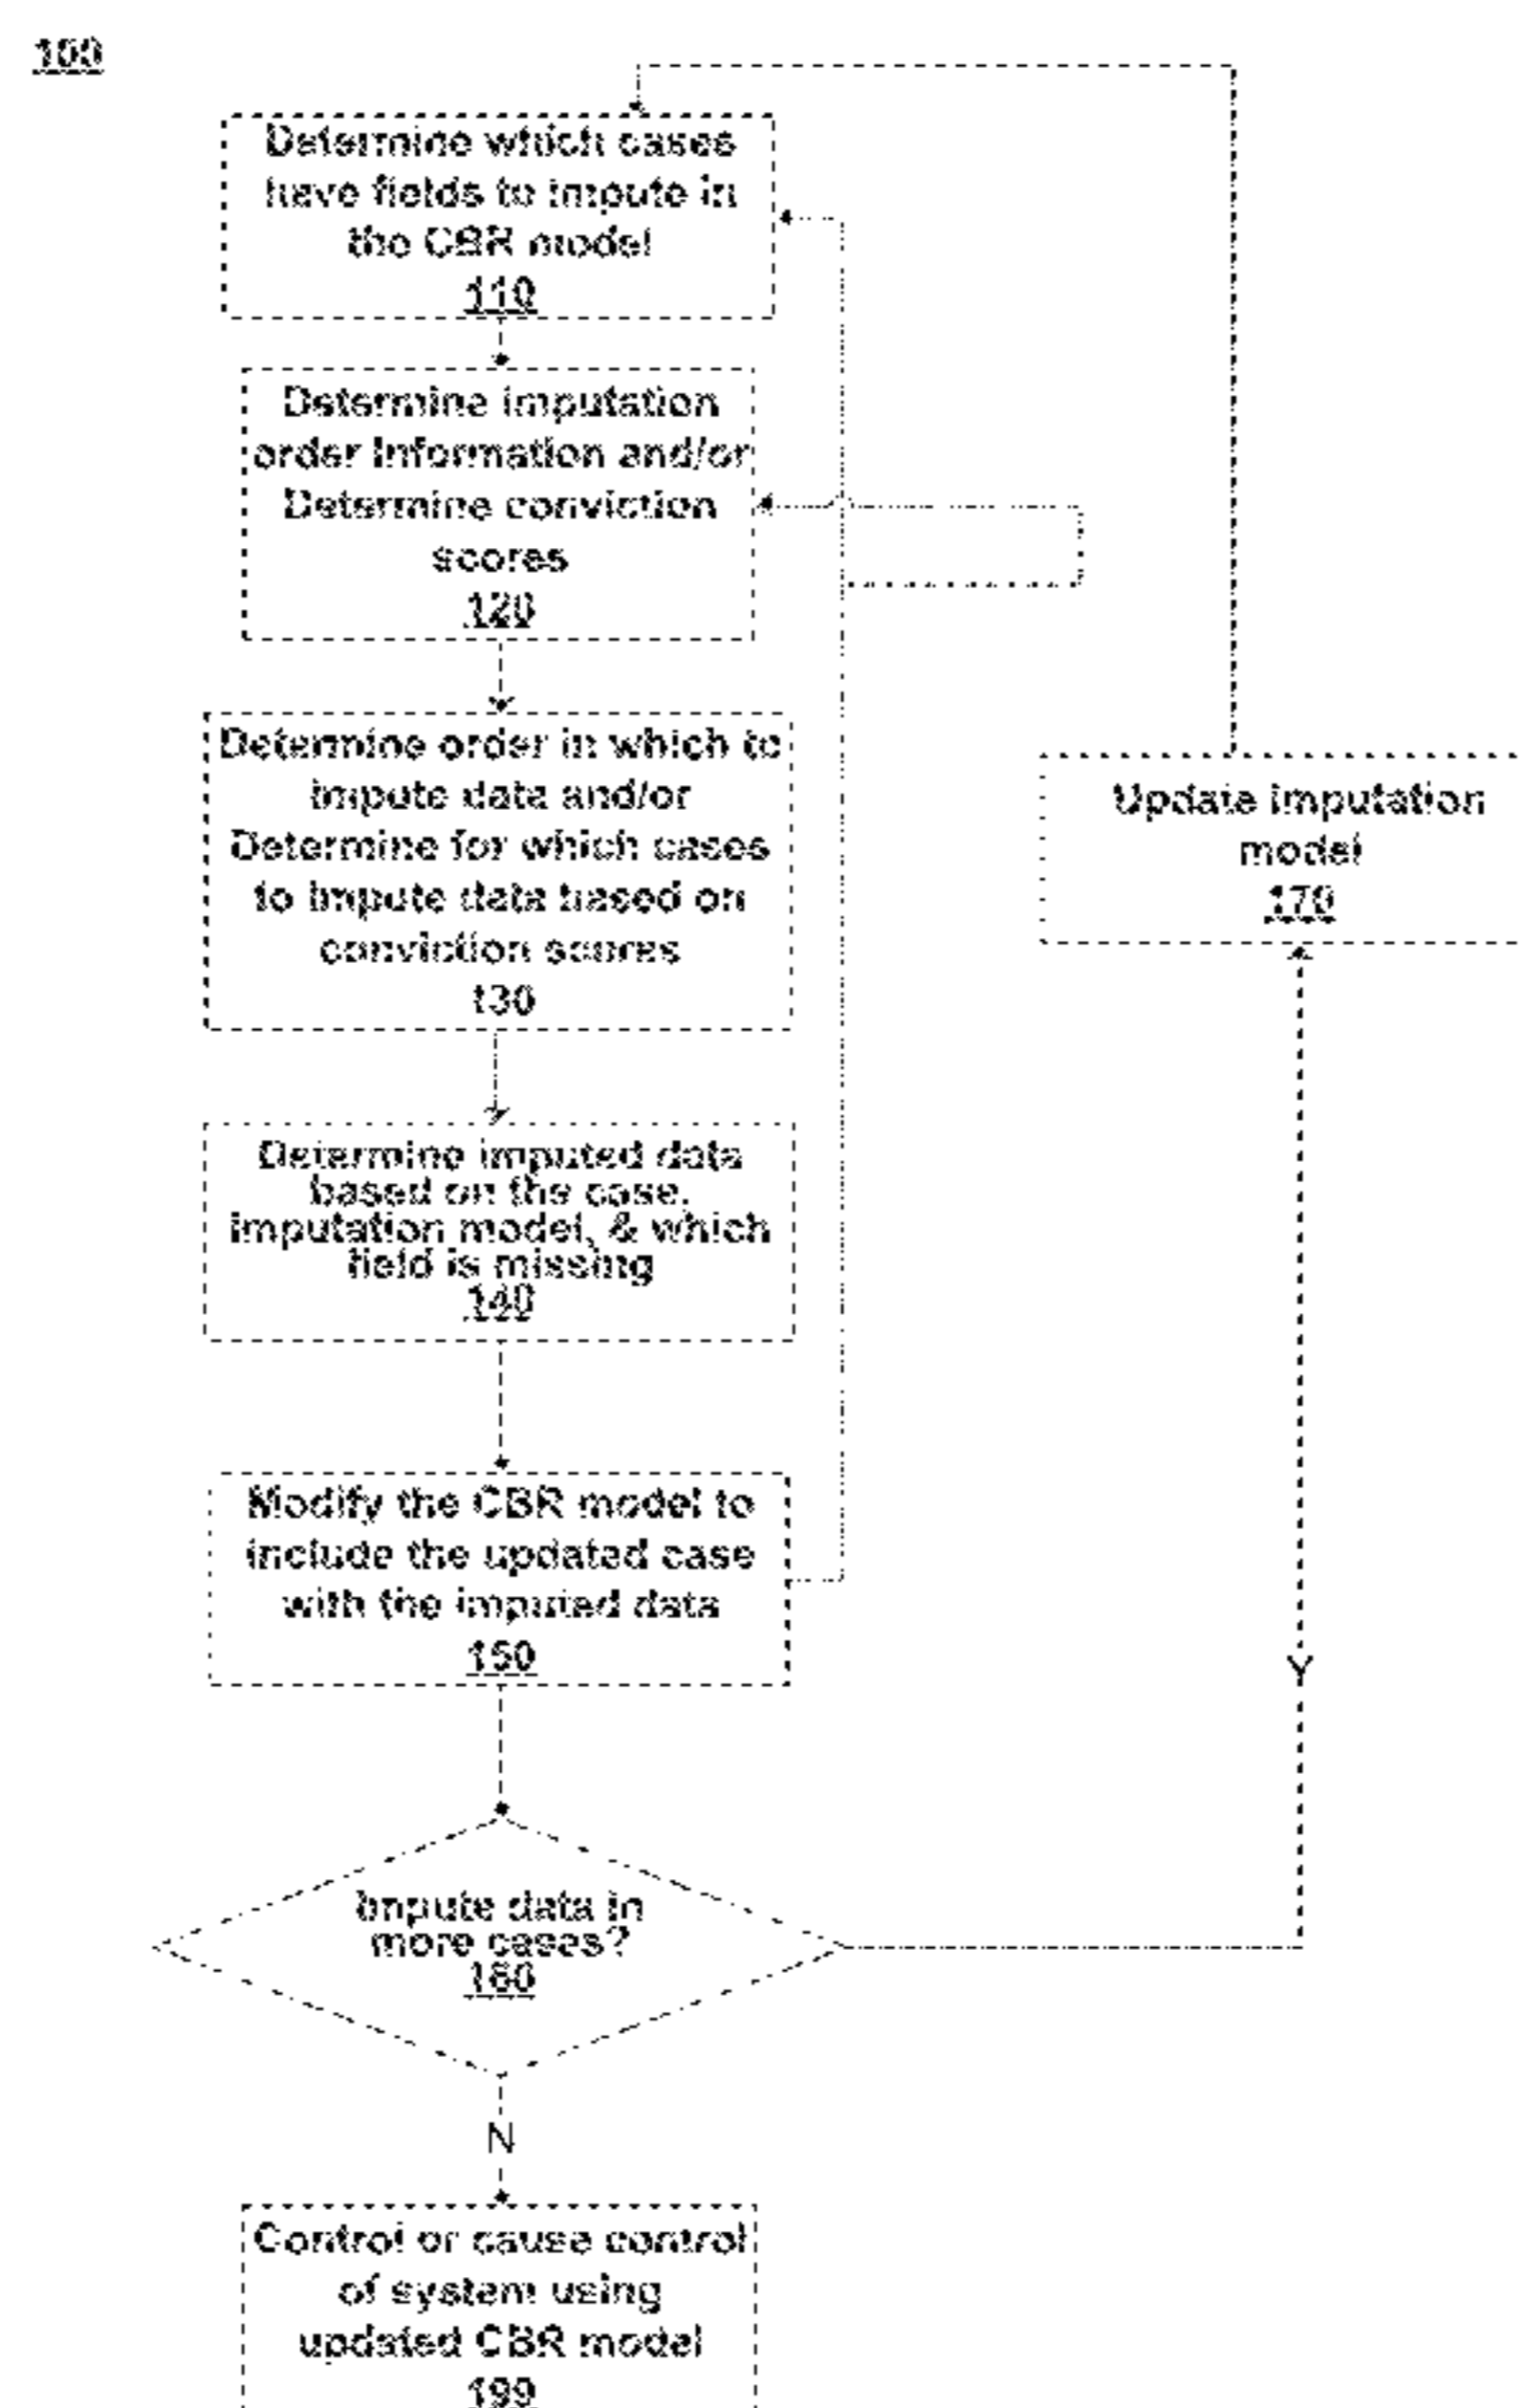 100
Determine which cases
have fields to impute in
the CBR model
110
Determine imputation
order information and/or
Determine conviction
scores
120
Determine order in which to
impute data and/or
Determine for which cases
to impute data based on
conviction scores
130
Update imputation
model
170
Determine imputed data
based on the case,
imputation model, & which
field is missing
140
Modify the CBR model to
include the updated case
with the imputed data
150
Y
Impute data in
more cases?
160
N
Control or cause control
of system using
updated CBR model
199